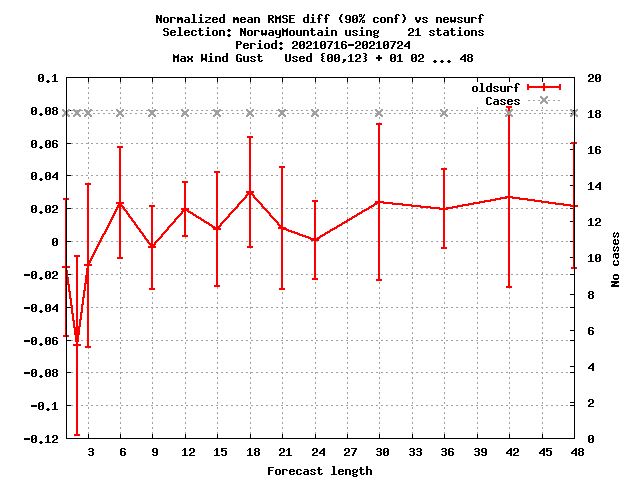 Normalized mean RMSE diff (90% conf) vs newsurf
Selection: NorwayMountain using    21 stations
Period: 20210716-20210724
Max Wind Gust   Used {00,12} + 01 02 ... 48
oldsurf
Cases
0.1
0.08
0.06
0.04
0.02
0
-0.02
-0.04
-0.06
-0.08
-0.1
-0.12
20
18
16
14
12
10
8
6
4
2
0
No cases
3 6 9 12 15 18 21 24 27 30 33 36 39 42 45 48
Forecast length